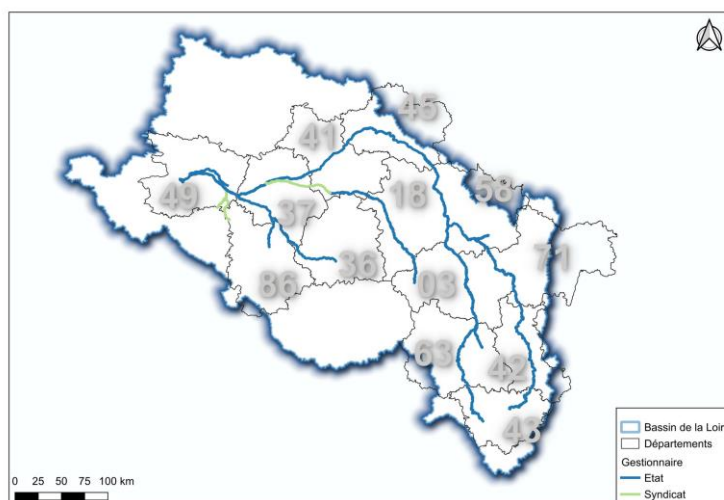 45
41
49
37
18
58
71
86
36
03
63
42
43
Bassin de la Loir
Départements
Gestionnaire
Etat
Syndicat
0 25 50 75 100 km